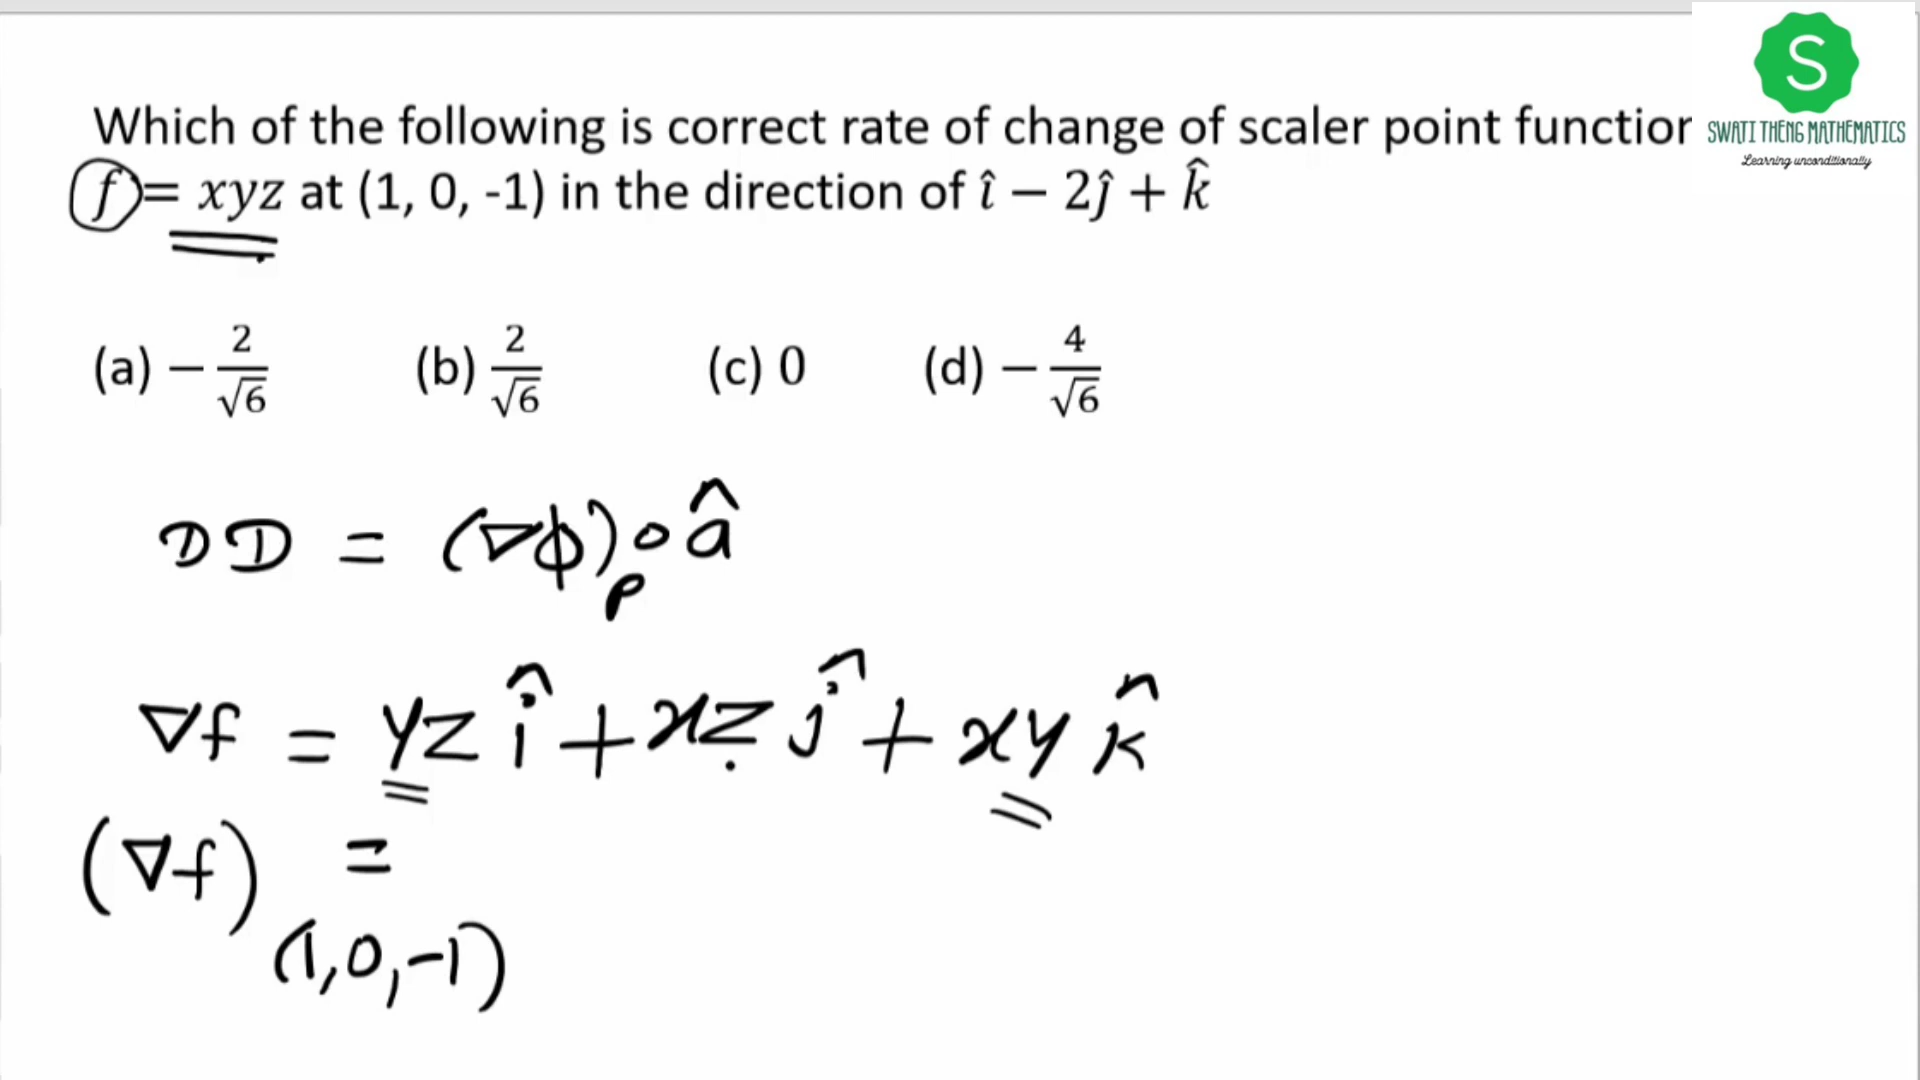 S
SWATI THENG MATHEMATICS
Learning unconditionally
Which of the following is correct rate of change of scaler point function
f = xyz at (1, 0, -1) in the direction of î − 2ĵ + k̂
(a) − 2/√6 (b) 2/√6 (c) 0 (d) − 4/√6
DD = (∇ϕ)ₚ ∘ â
∇f = yz î + xz ĵ + xy k̂
(∇f) =
(1,0,-1)